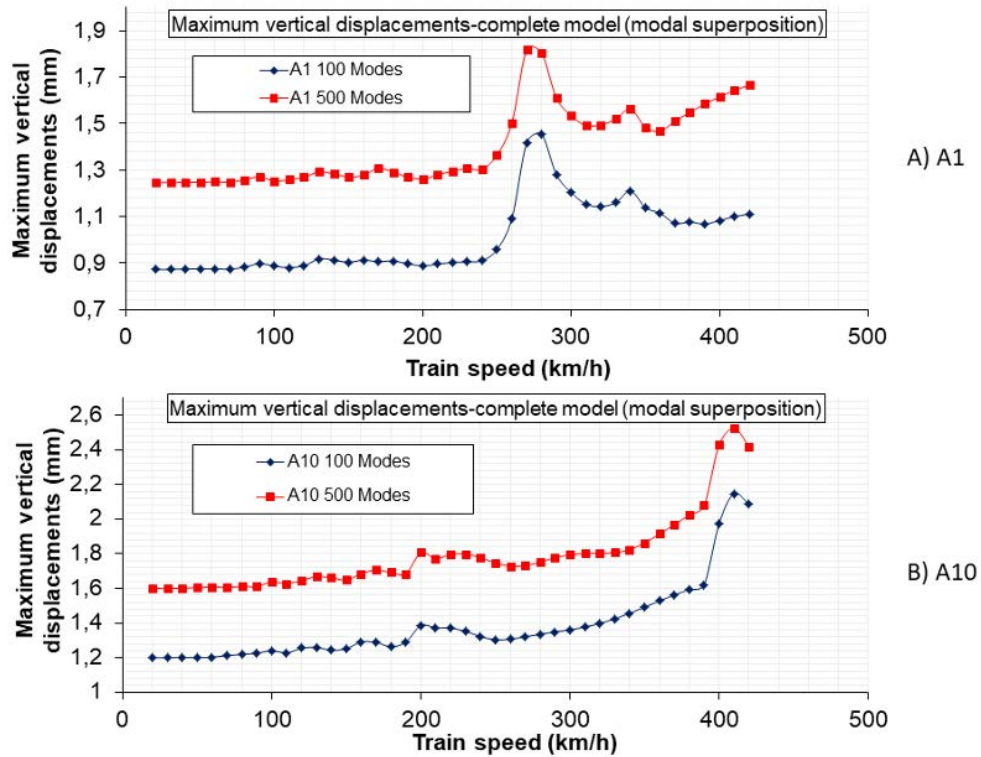 Maximum vertical displacements-complete model (modal superposition)
A1 100 Modes
A1 500 Modes
Maximum vertical
displacements (mm)
1,9
1,7
1,5
1,3
1,1
0,9
0,7
0
100
200
300
400
500
Train speed (km/h)
A) A1
Maximum vertical displacements-complete model (modal superposition)
A10 100 Modes
A10 500 Modes
Maximum vertical
displacements (mm)
2,6
2,4
2,2
2
1,8
1,6
1,4
1,2
1
0
100
200
300
400
500
Train speed (km/h)
B) A10